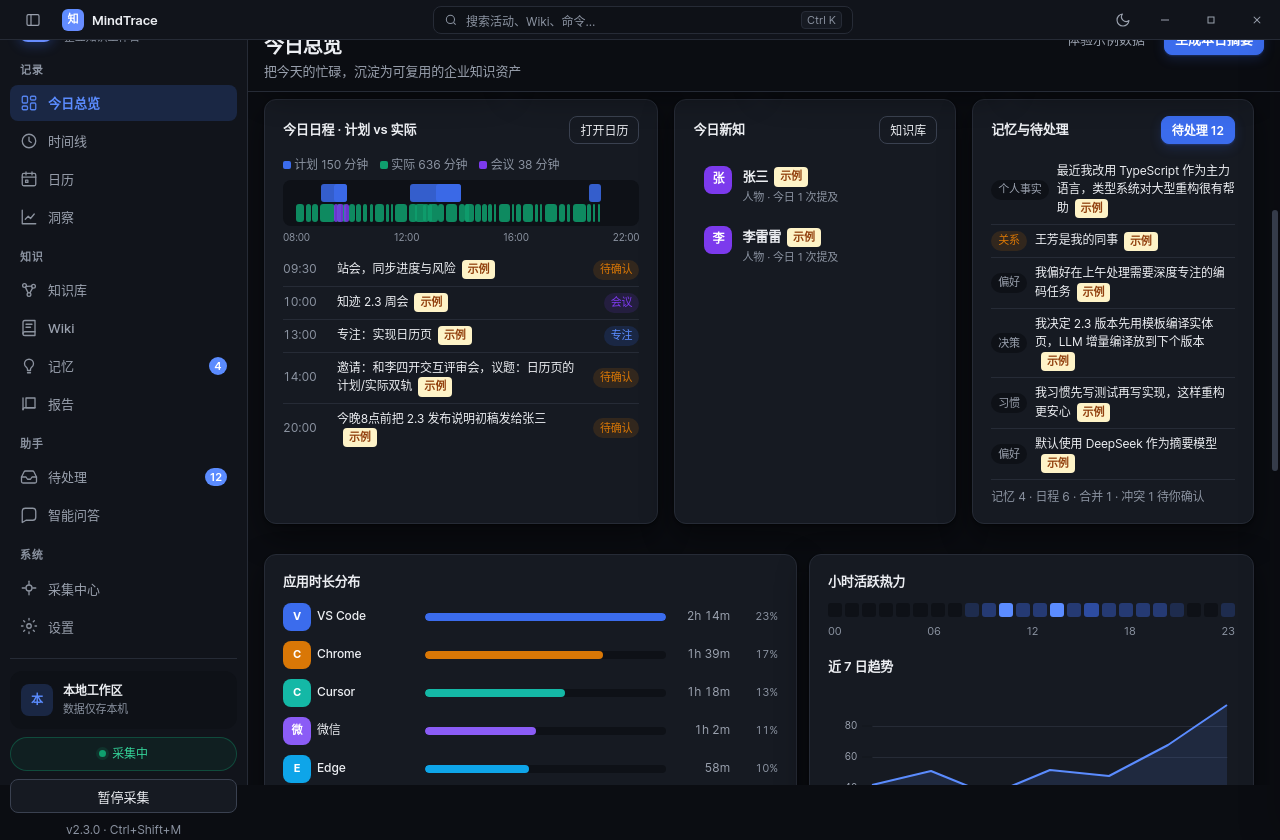 知
MindTrace
搜索活动、Wiki、命令...
Ctrl K
记录
今日总览
时间线
日历
洞察
知识
知识库
Wiki
记忆
4
报告
助手
待处理
12
智能问答
系统
采集中心
设置
本
本地工作区
数据仅存本机
采集中
暂停采集
v2.3.0 · Ctrl+Shift+M
今日总览
体验示例数据
生成本日摘要
把今天的忙碌，沉淀为可复用的企业知识资产
今日日程 · 计划 vs 实际
打开日历
计划 150 分钟
实际 636 分钟
会议 38 分钟
08:00
12:00
16:00
22:00
09:30
站会，同步进度与风险 示例
待确认
10:00
知迹 2.3 周会 示例
会议
13:00
专注：实现日历页 示例
专注
14:00
邀请：和李四开交互评审会，议题：日历页的
计划/实际双轨 示例
待确认
20:00
今晚8点前把 2.3 发布说明初稿发给张三
示例
待确认
今日新知
知识库
张
张三 示例
人物 · 今日 1 次提及
李
李雷雷 示例
人物 · 今日 1 次提及
记忆与待处理
待处理 12
个人事实
最近我改用 TypeScript 作为主力
语言，类型系统对大型重构很有帮
助 示例
关系
王芳是我的同事 示例
偏好
我偏好在上午处理需要深度专注的编
码任务 示例
决策
我决定 2.3 版本先用模板编译实体
页，LLM 增量编译放到下个版本
示例
习惯
我习惯先写测试再写实现，这样重构
更安心 示例
偏好
默认使用 DeepSeek 作为摘要模型
示例
记忆 4 · 日程 6 · 合并 1 · 冲突 1 待你确认
应用时长分布
V
VS Code
2h 14m
23%
C
Chrome
1h 39m
17%
C
Cursor
1h 18m
13%
微
微信
1h 2m
11%
E
Edge
58m
10%
小时活跃热力
00
06
12
18
23
近 7 日趋势
80
60